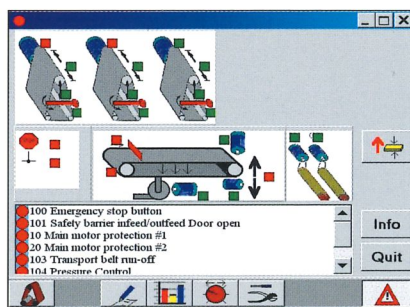 100 Emergency stop button
101 Safety barrier infeed/outfeed Door open
10 Main motor protection #1
20 Main motor protection #2
103 Transport belt run-off
104 Pressure Control
Info
Quit